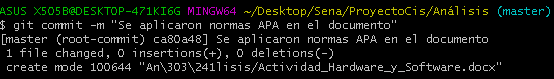 ASUS X505B@DESKTOP-471KI6G MINGW64 ~/Desktop/Sena/ProyectoCis/Análisis (master)
$ git commit -m "Se aplicaron normas APA en el documento"
[master (root-commit) ca80a48] Se aplicaron normas APA en el documento
 1 file changed, 0 insertions(+), 0 deletions(-)
 create mode 100644 "An\303\241lisis/Actividad_Hardware_y_Software.docx"